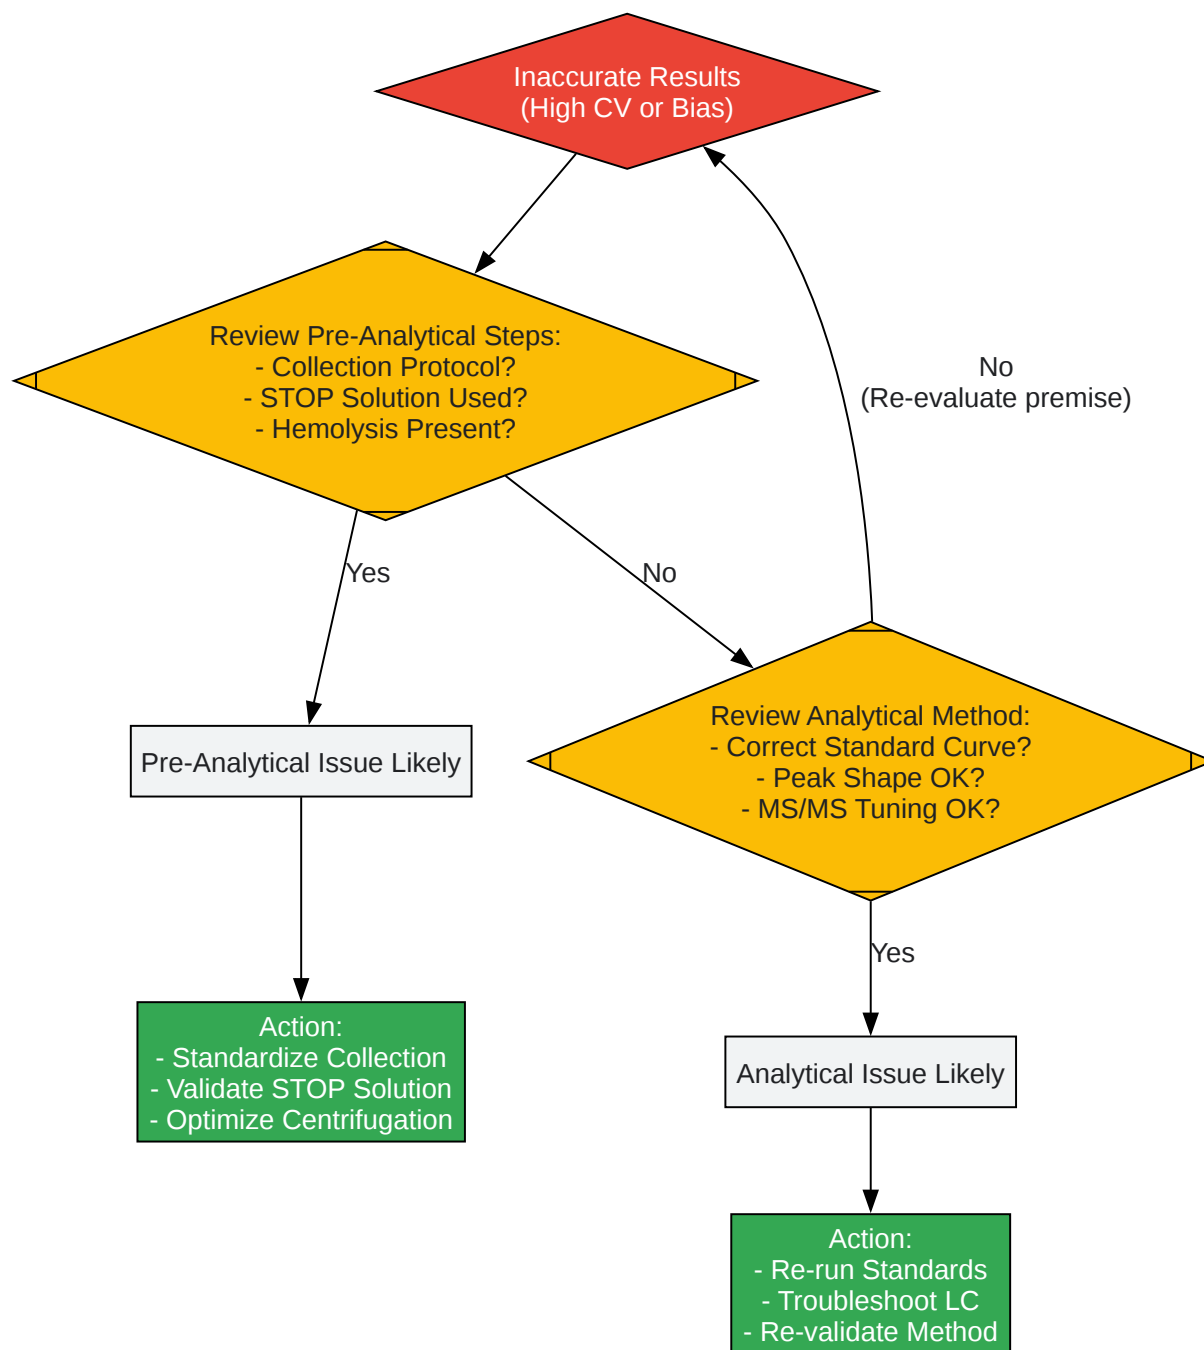 Inaccurate Results
(High CV or Bias)
Review Pre-Analytical Steps:
- Collection Protocol?
- STOP Solution Used?
- Hemolysis Present?
No
(Re-evaluate premise)
Yes
No
Review Analytical Method:
- Correct Standard Curve?
- Peak Shape OK?
- MS/MS Tuning OK?
Pre-Analytical Issue Likely
Yes
Action:
- Standardize Collection
- Validate STOP Solution
- Optimize Centrifugation
Analytical Issue Likely
Action:
- Re-run Standards
- Troubleshoot LC
- Re-validate Method